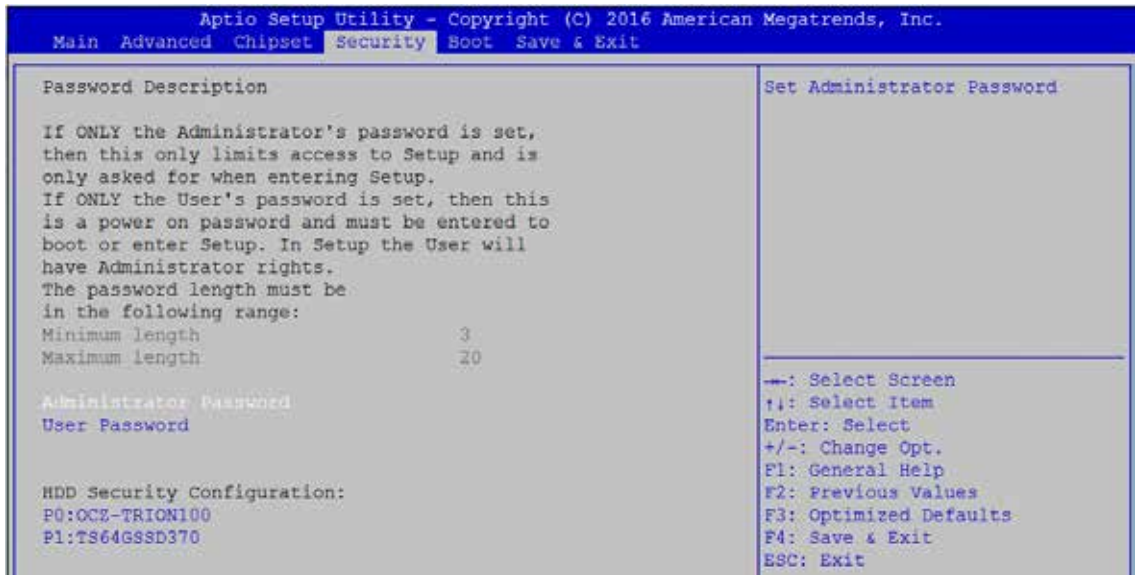 Aptio Setup Utility - Copyright (C) 2016 American Megatrends, Inc.
Main Advanced Chipset Security Boot Save & Exit
Password Description
If ONLY the Administrator's password is set,
then this only limits access to Setup and is
only asked for when entering Setup.
If ONLY the User's password is set, then this
is a power on password and must be entered to
boot or enter Setup. In Setup the User will
have Administrator rights.
The password length must be
in the following range:
Minimum length 3
Maximum length 20
Administrator Password
User Password
HDD Security Configuration:
P0:OCZ-TRION100
P1:TS64GSSD370
Set Administrator Password
→←: Select Screen
↑↓: Select Item
Enter: Select
+/-: Change Opt.
F1: General Help
F2: Previous Values
F3: Optimized Defaults
F4: Save & Exit
ESC: Exit